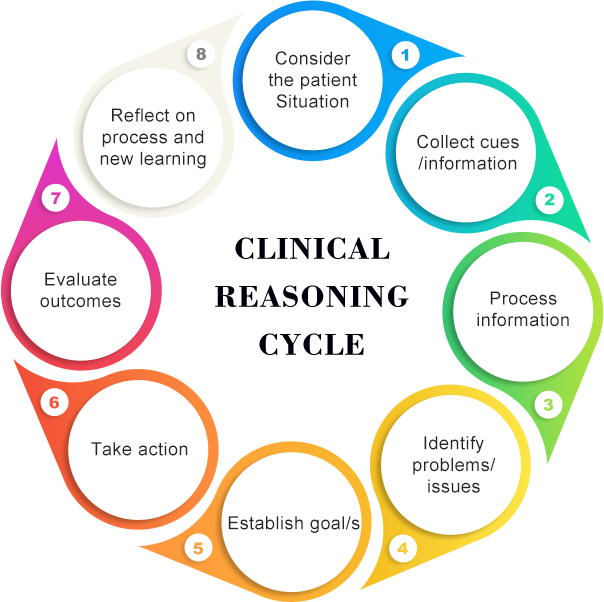 CLINICAL
REASONING
CYCLE
1
Consider
the patient
Situation
2
Collect cues
/information
3
Process
information
4
Identify
problems/
issues
5
Establish goal/s
6
Take action
7
Evaluate
outcomes
8
Reflect on
process and
new learning